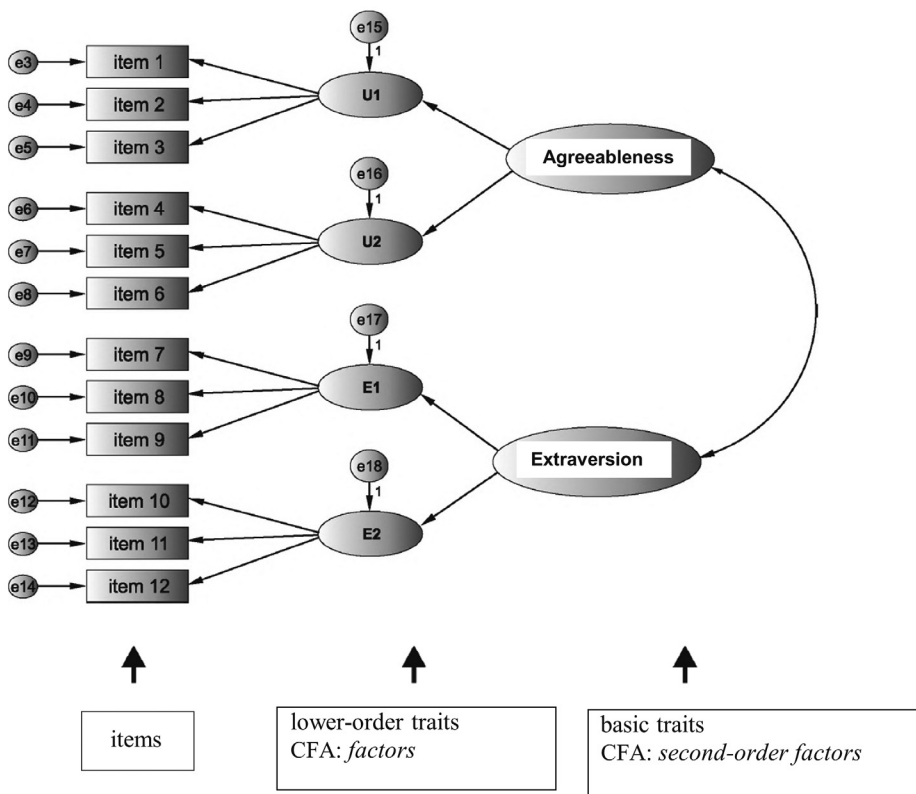 e15
1
e3 item 1
U1
e4 item 2
e5 item 3
Agreeableness
e16
1
e6 item 4
U2
e7 item 5
e8 item 6
e17
1
e9 item 7
E1
e10 item 8
e11 item 9
Extraversion
e18
1
e12 item 10
E2
e13 item 11
e14 item 12
items
lower-order traits
CFA: factors
basic traits
CFA: second-order factors